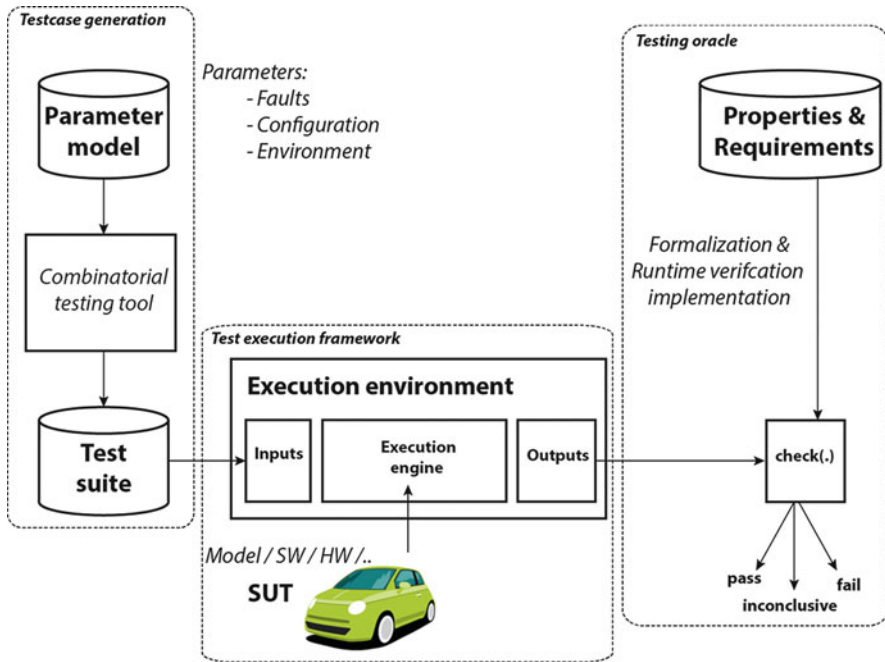 Testcase generation
Parameter
model
Combinatorial
testing tool
Test
suite
Parameters:
- Faults
- Configuration
- Environment
Test execution framework
Execution environment
Inputs
Execution
engine
Outputs
Model / SW / HW /..
SUT
Testing oracle
Properties &
Requirements
Formalization &
Runtime verifcation
implementation
check(.)
pass
inconclusive
fail